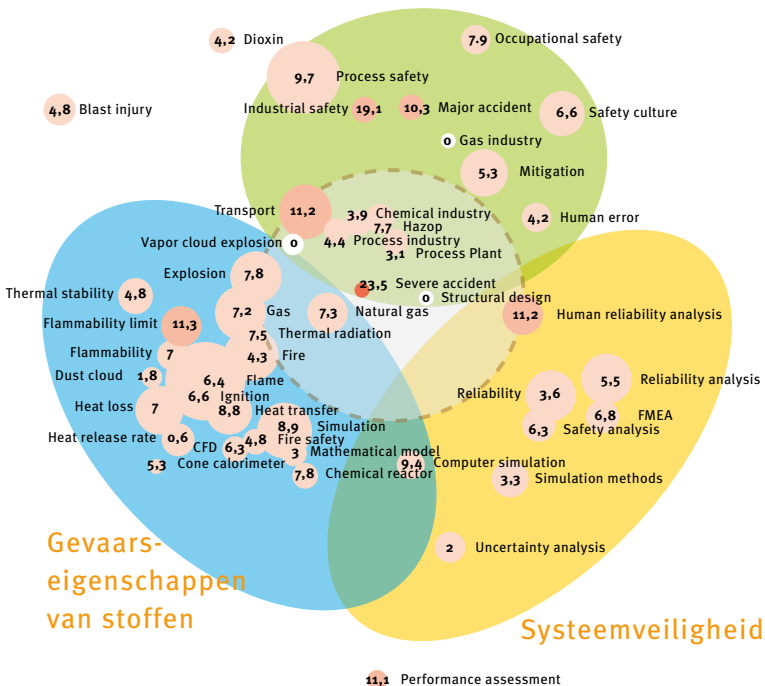 4,2 Dioxin
7.9 Occupational safety
9,7 Process safety
4,8 Blast injury
Industrial safety 19,1
10,3 Major accident
6,6 Safety culture
0 Gas industry
5,3 Mitigation
Transport 11,2
3,9 Chemical industry
7,7 Hazop
4,2 Human error
4,4 Process industry
Vapor cloud explosion 0
3,1 Process Plant
Explosion 7,8
23,5 Severe accident
Thermal stability 4,8
0 Structural design
7,2 Gas
7,3 Natural gas
11,2 Human reliability analysis
Flammability limit 11,3
7,5 Thermal radiation
Flammability 7
4,3 Fire
Dust cloud 1,8
6,4 Flame
5,5 Reliability analysis
6,6 Ignition
Reliability 3,6
Heat loss 7
8,8 Heat transfer
6,8 FMEA
8,9 Simulation
6,3 Safety analysis
Heat release rate 0,6
4,8 Fire safety
CFD 6,3
3 Mathematical model
5,3 Cone calorimeter
9,4 Computer simulation
7,8 Chemical reactor
3,3 Simulation methods
Gevaars-
eigenschappen
van stoffen
2 Uncertainty analysis
Systeemveiligheid
11,1 Performance assessment